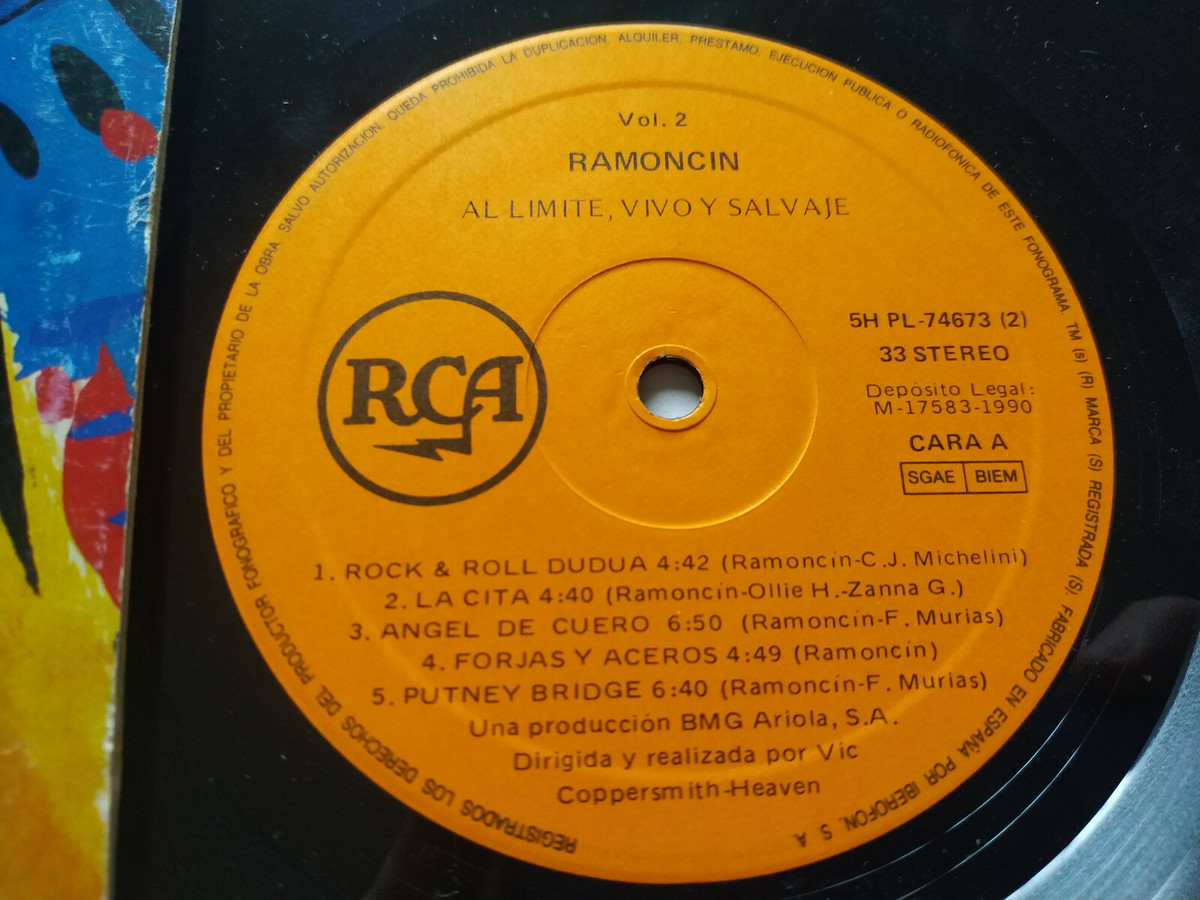 REGISTRADOS LOS DERECHOS DEL PRODUCTOR FONOGRAFICO Y DEL PROPIETARIO DE LA OBRA. SALVO AUTORIZACION, QUEDA PROHIBIDA LA DUPLICACION, ALQUILER, PRESTAMO, EJECUCION PUBLICA O RADIOFONICA DE ESTE FONOGRAMA. TM (s) (R) MARCA (S) REGISTRADA (S). FABRICADO EN ESPAÑA POR IBEROFON, S. A.
Vol. 2
RAMONCIN
AL LIMITE, VIVO Y SALVAJE
RCA
5H PL-74673 (2)
33 STEREO
Depósito Legal:
M-17583-1990
CARA A
SGAE BIEM
1. ROCK & ROLL DUDUA 4:42 (Ramoncín-C.J. Michelini)
2. LA CITA 4:40 (Ramoncín-Ollie H.-Zanna G.)
3. ANGEL DE CUERO 6:50 (Ramoncín-F. Murias)
4. FORJAS Y ACEROS 4:49 (Ramoncín)
5. PUTNEY BRIDGE 6:40 (Ramoncín-F. Murias)
Una producción BMG Ariola, S.A.
Dirigida y realizada por Vic
Coppersmith-Heaven